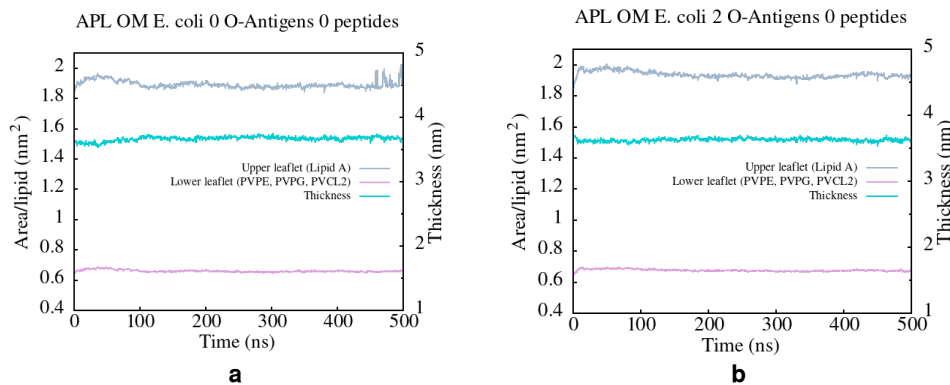 APL OM E. coli 0 O-Antigens 0 peptides
5
2
1.8
4
1.6
Area/lipid (nm2)
1.4
Thickness (nm)
Upper leaflet (Lipid A)
Lower leaflet (PVPE, PVPG, PVCL2)
Thickness
3
1.2
1
2
0.8
0.6
0.4
1
0 100 200 300 400 500
Time (ns)
a
APL OM E. coli 2 O-Antigens 0 peptides
5
2
1.8
4
1.6
Area/lipid (nm2)
1.4
Thickness (nm)
Upper leaflet (Lipid A)
Lower leaflet (PVPE, PVPG, PVCL2)
Thickness
3
1.2
1
2
0.8
0.6
0.4
1
0 100 200 300 400 500
Time (ns)
b